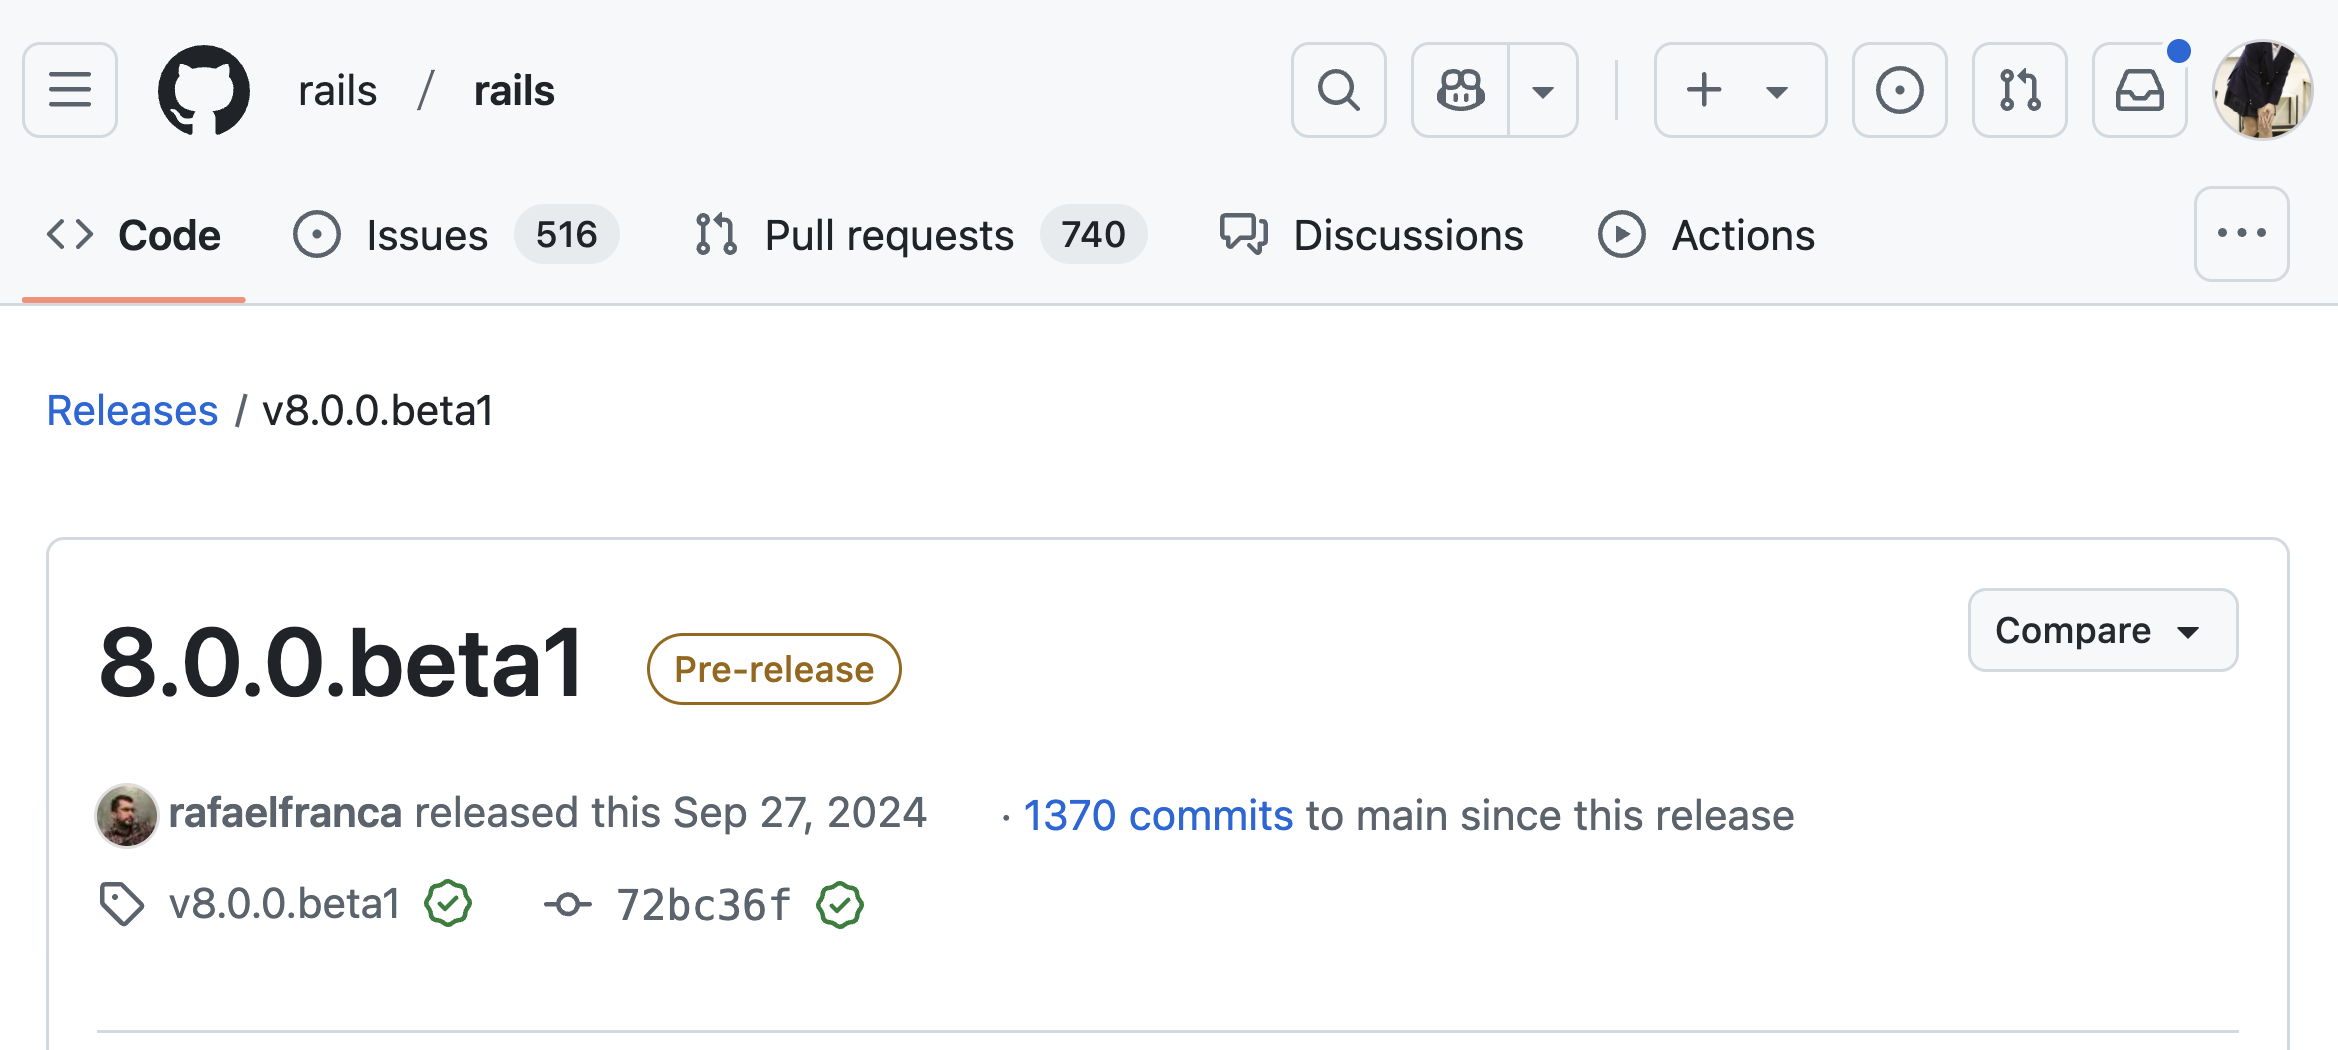 rails / rails
Code Issues 516 Pull requests 740 Discussions Actions
Releases / v8.0.0.beta1
8.0.0.beta1 Pre-release Compare
rafaelfranca released this Sep 27, 2024 · 1370 commits to main since this release
v8.0.0.beta1 72bc36f